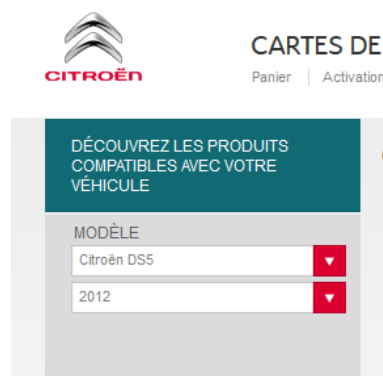 CITROËN
CARTES DE
Panier Activation
DÉCOUVREZ LES PRODUITS
COMPATIBLES AVEC VOTRE
VÉHICULE
MODÈLE
Citroën DS5
2012